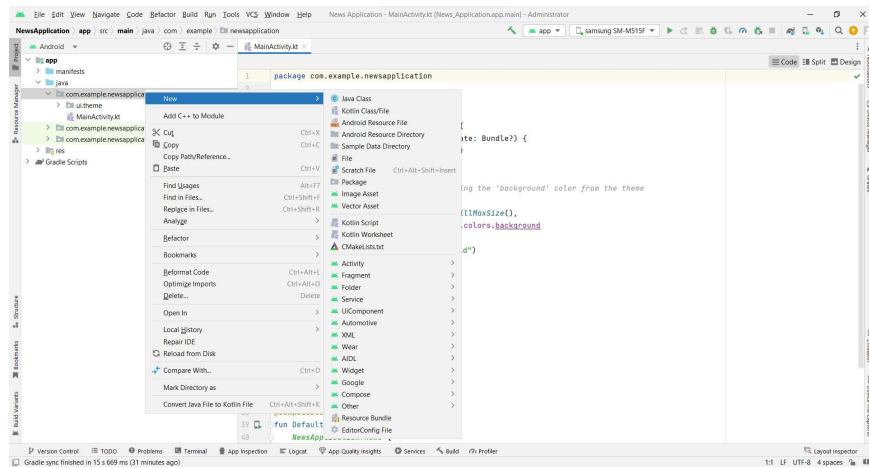 File Edit View Navigate Code Refactor Build Run Tools VCS Window Help News Application - MainActivity.kt [News_Application.app.main] - Administrator
NewsApplication app src main java com example newsapplication
app samsung SM-M515F
Android
MainActivity.kt
Code Split Design
Project
app
manifests
java
com.example.newsapplica
ui.theme
MainActivity.kt
com.example.newsapplica
com.example.newsapplica
res
Gradle Scripts
Resource Manager
Structure
Bookmarks
Build Variants
New
Add C++ to Module
Cut Ctrl+X
Copy Ctrl+C
Copy Path/Reference...
Paste Ctrl+V
Find Usages Alt+F7
Find in Files... Ctrl+Shift+F
Replace in Files... Ctrl+Shift+R
Analyze
Refactor
Bookmarks
Reformat Code Ctrl+Alt+L
Optimize Imports Ctrl+Alt+O
Delete... Delete
Open In
Local History
Repair IDE
Reload from Disk
Compare With... Ctrl+D
Mark Directory as
Convert Java File to Kotlin File Ctrl+Alt+Shift+K
Java Class
Kotlin Class/File
Android Resource File
Android Resource Directory
Sample Data Directory
File
Scratch File Ctrl+Alt+Shift+Insert
Package
Image Asset
Vector Asset
Kotlin Script
Kotlin Worksheet
CMakeLists.txt
Activity
Fragment
Folder
Service
UiComponent
Automotive
XML
Wear
AIDL
Widget
Google
Compose
Other
Resource Bundle
EditorConfig File
1 package com.example.newsapplication
2
{
ate: Bundle?) {
)
ing the 'background' color from the theme
illMaxSize(),
.colors.background
.d")
39 fun Default
40 NewsApplicationTheme {
Version Control TODO Problems Terminal App Inspection Logcat App Quality Insights Services Build Profiler Layout Inspector
Gradle sync finished in 15 s 669 ms (31 minutes ago) 1:1 LF UTF-8 4 spaces